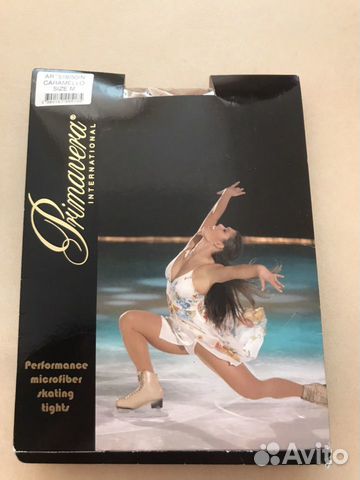 CARAMELLO
SIZE M
Primavera®
INTERNATIONAL
Performance
microfiber
skating
tights
Avito